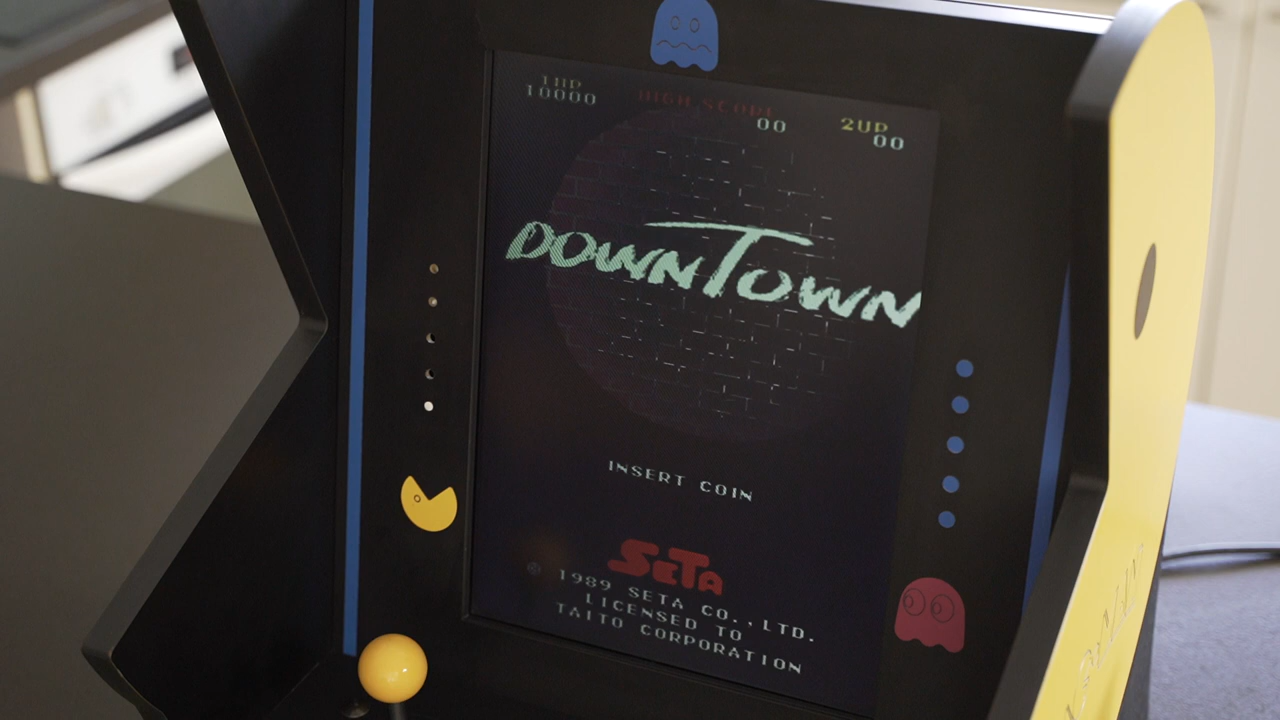 1UP
10000
HIGH SCORE
00
2UP
00
DOWNTOWN
INSERT COIN
SETA
© 1989 SETA CO.,LTD.
LICENSED TO
TAITO CORPORATION